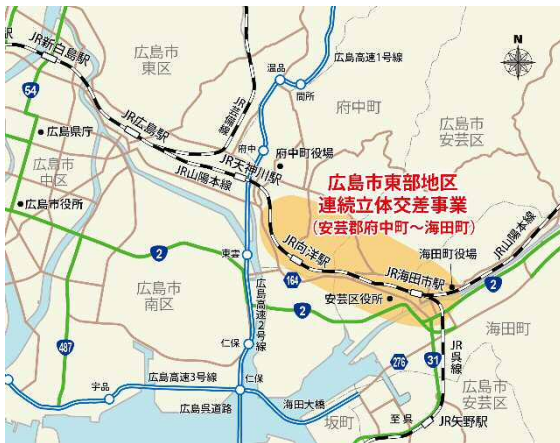 JR新白島駅
広島市
東区
広島高速1号線
温品
間所
府中町
広島市
安芸区
N
54
JR芸備線
広島県庁
JR広島駅
府中
府中町役場
JR天神川駅
JR山陽本線
広島市
中区
広島市役所
広島市東部地区
連続立体交差事業
(安芸郡府中町～海田町)
JR山陽本線
2
東雲
JR向洋駅
海田町役場
164
JR海田市駅
2
広島市
南区
広島高速2号線
2
安芸区役所
海田町
487
仁保
276
31
JR呉線
広島高速3号線
仁保
宇品
広島呉道路
海田大橋
広島市
安芸区
坂町
至 呉
JR矢野駅